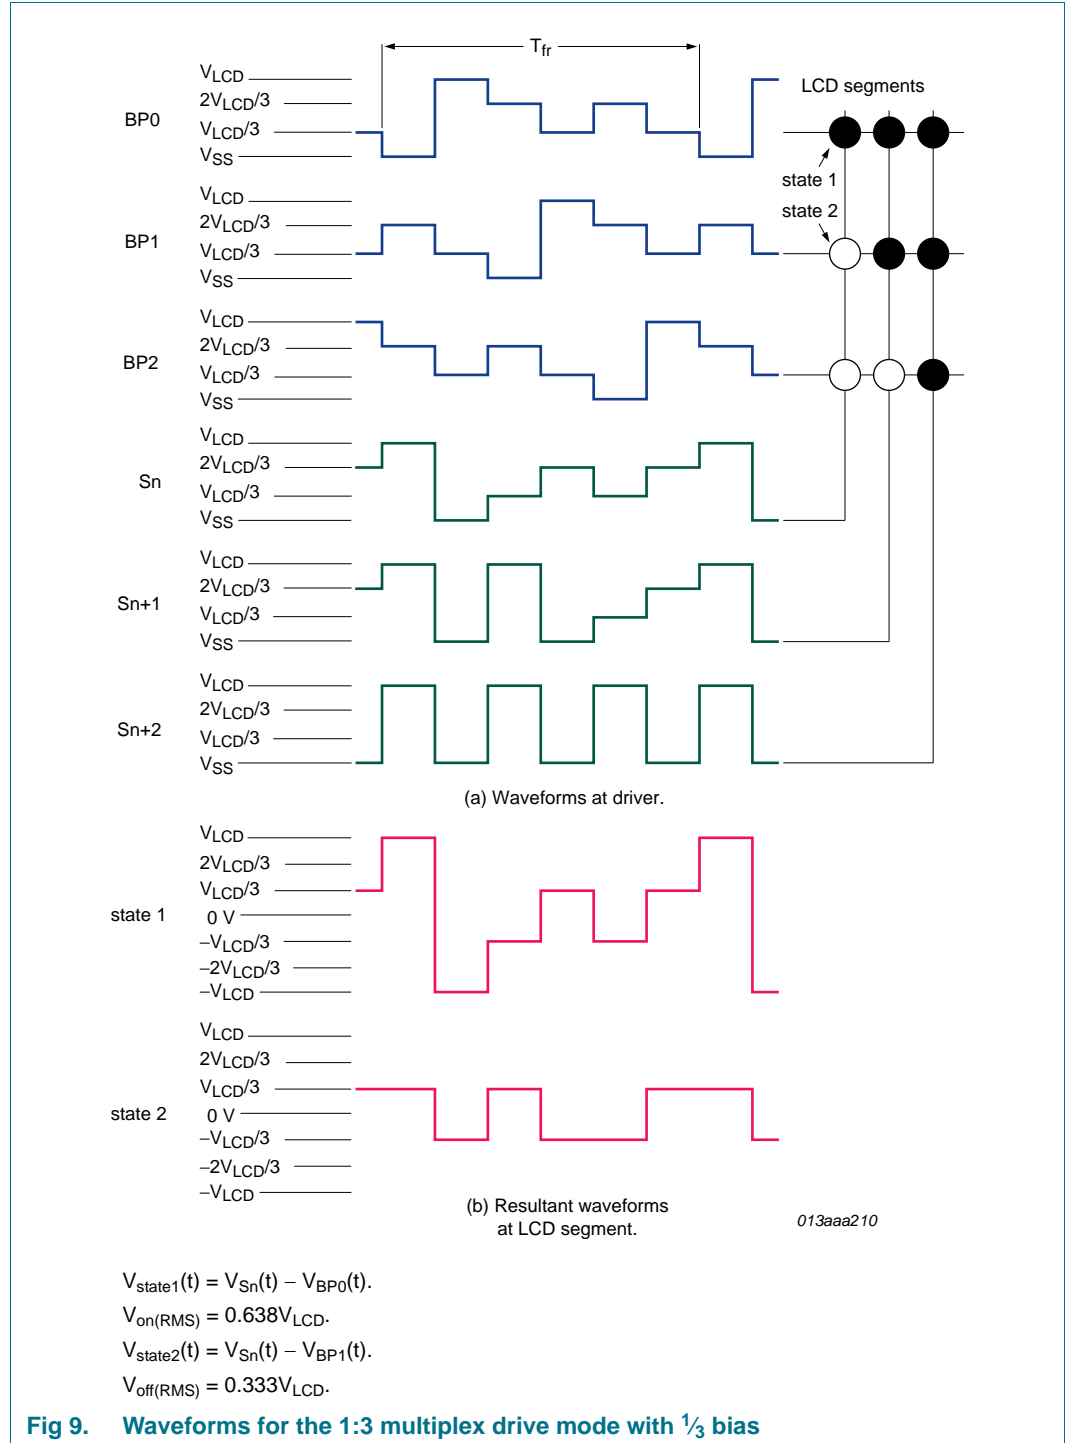 Tfr
BP0
VLCD
2VLCD/3
VLCD/3
VSS
LCD segments
state 1
state 2
BP1
VLCD
2VLCD/3
VLCD/3
VSS
BP2
VLCD
2VLCD/3
VLCD/3
VSS
Sn
VLCD
2VLCD/3
VLCD/3
VSS
Sn+1
VLCD
2VLCD/3
VLCD/3
VSS
Sn+2
VLCD
2VLCD/3
VLCD/3
VSS
(a) Waveforms at driver.
state 1
VLCD
2VLCD/3
VLCD/3
0 V
−VLCD/3
−2VLCD/3
−VLCD
state 2
VLCD
2VLCD/3
VLCD/3
0 V
−VLCD/3
−2VLCD/3
−VLCD
(b) Resultant waveforms
at LCD segment.
013aaa210
Vstate1(t) = VSn(t) − VBP0(t).
Von(RMS) = 0.638VLCD.
Vstate2(t) = VSn(t) − VBP1(t).
Voff(RMS) = 0.333VLCD.
Fig 9. Waveforms for the 1:3 multiplex drive mode with 1⁄3 bias